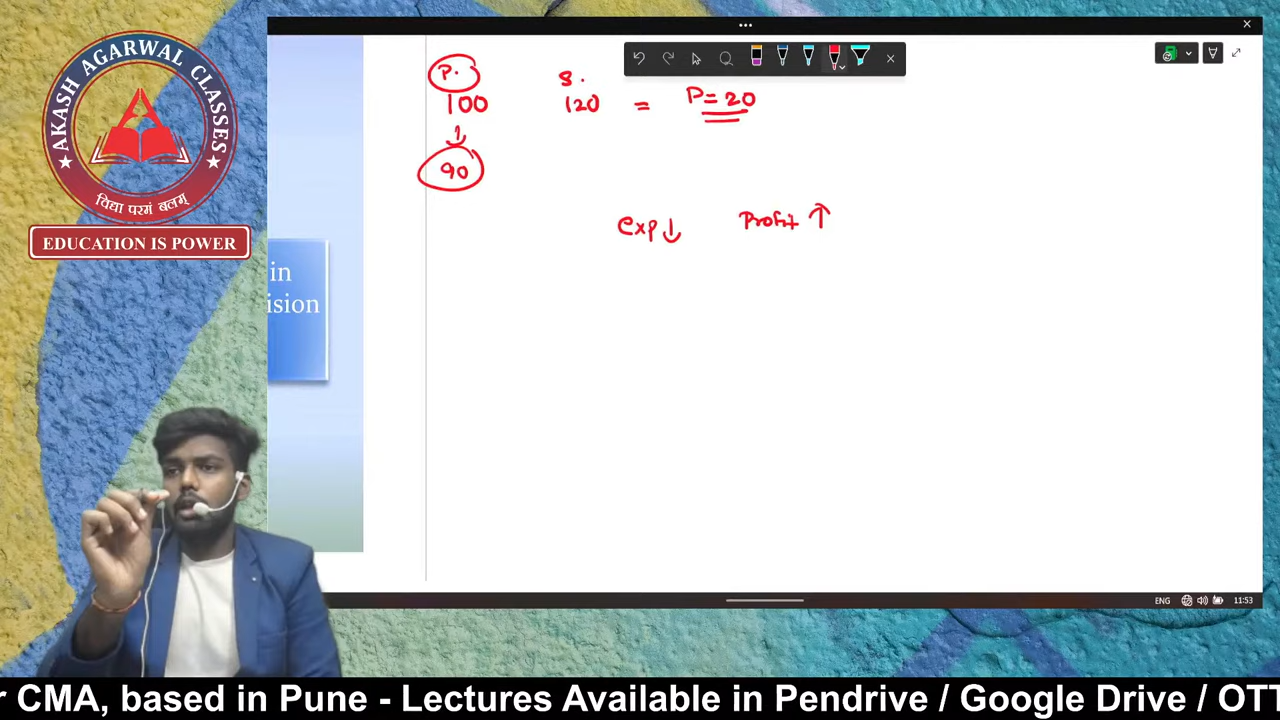 AKASH AGARWAL CLASSES
विद्या परमं बलम्
EDUCATION IS POWER
in
ision
P. S.
100 120 = P=20
↓
90
exp↓ Profit ↑
ENG 11:53
r CMA, based in Pune - Lectures Available in Pendrive / Google Drive / OTT